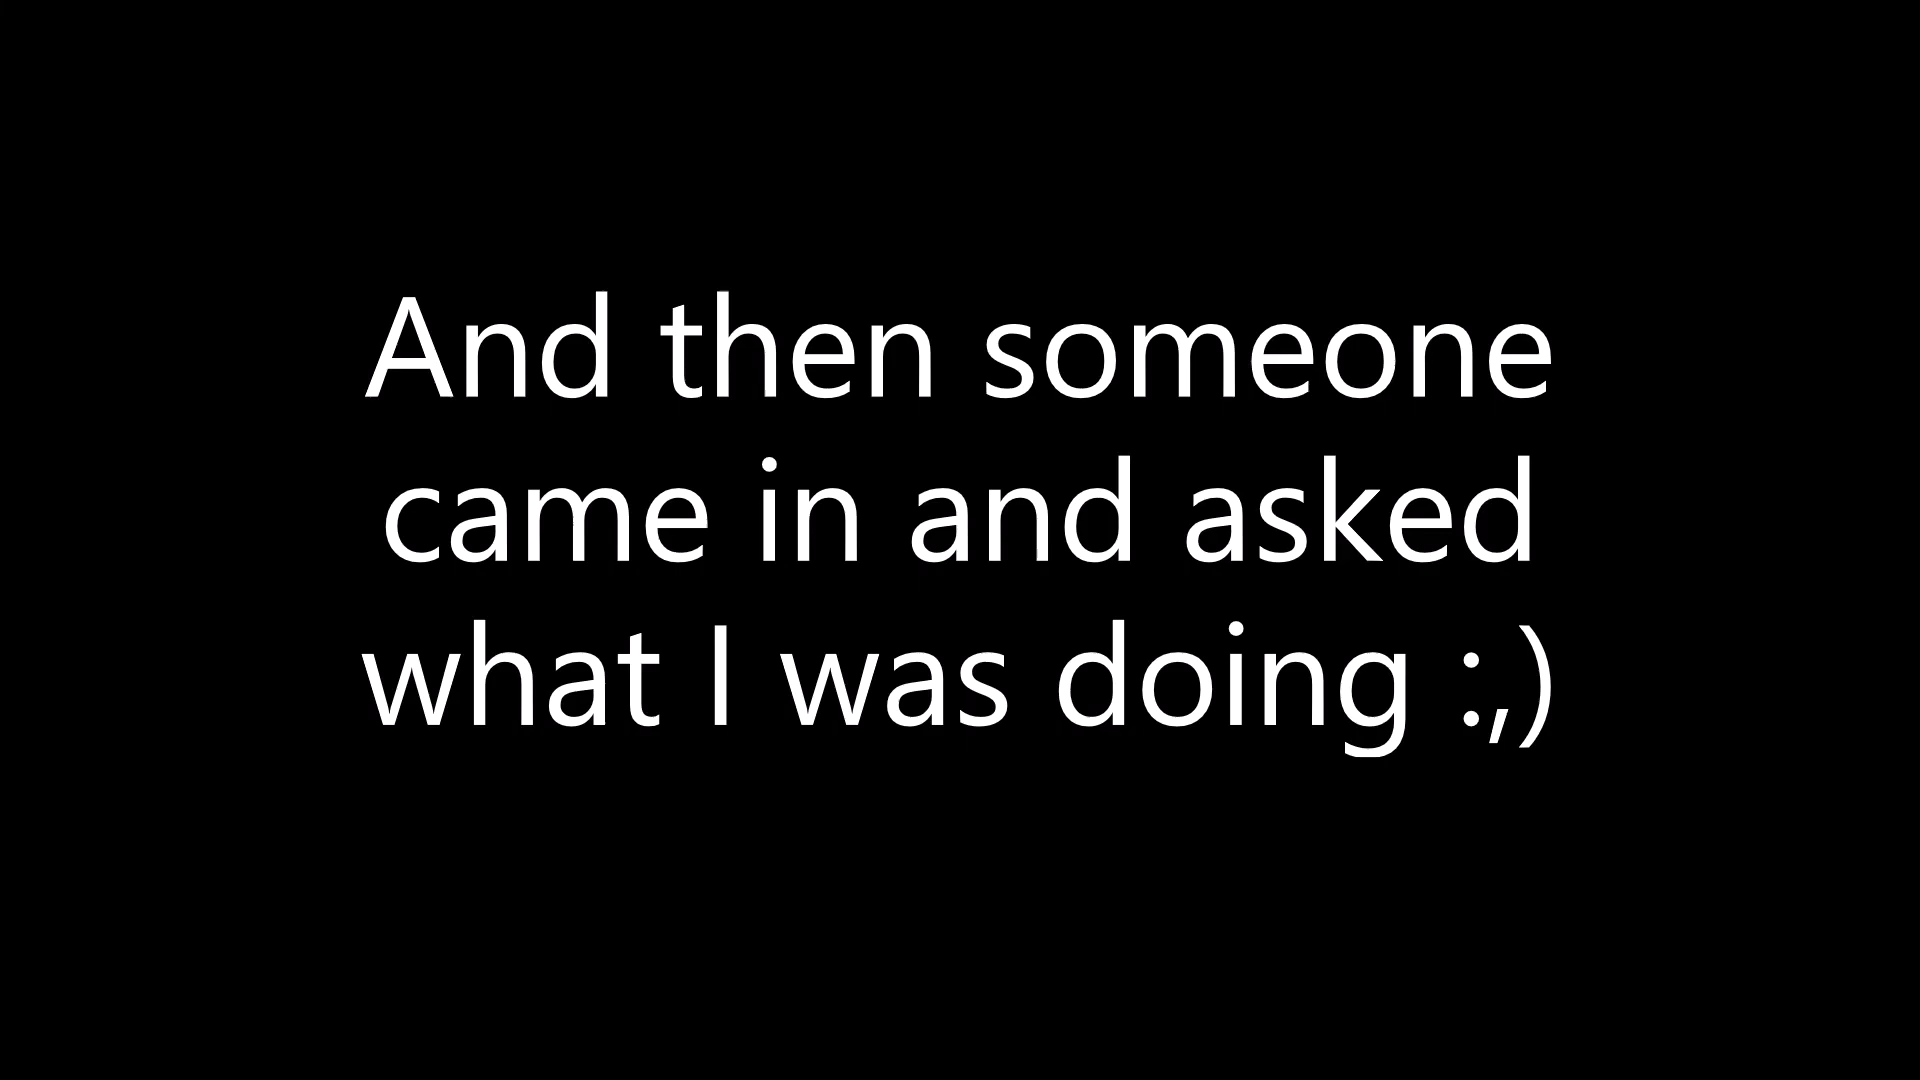 And then someone
came in and asked
what I was doing :,)